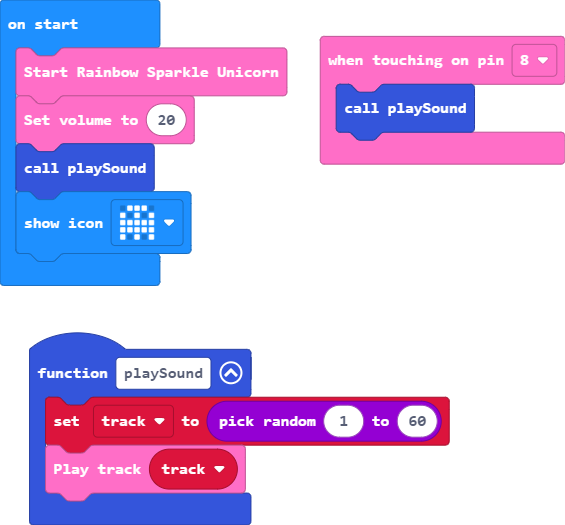 on start
Start Rainbow Sparkle Unicorn
Set volume to 20
call playSound
show icon
when touching on pin 8
call playSound
function playSound
set track to pick random 1 to 60
Play track track